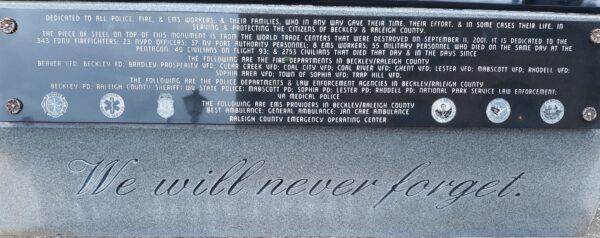 DEDICATED TO ALL POLICE, FIRE, & EMS WORKERS, & THEIR FAMILIES, WHO IN ANY WAY GAVE THEIR TIME, THEIR EFFORT, & IN SOME CASES THEIR LIFE, IN
SERVING & PROTECTING THE CITIZENS OF BECKLEY & RALEIGH COUNTY.
THE PIECE OF STEEL ON TOP OF THIS MONUMENT IS FROM THE WORLD TRADE CENTERS THAT WERE DESTROYED ON SEPTEMBER 11, 2001. IT IS DEDICATED TO THE
343 FDNY FIREFIGHTERS; 23 NYPD OFFICERS; 37 NY PORT AUTHORITY PERSONNEL; 8 EMS WORKERS; 55 MILITARY PERSONNEL WHO DIED ON THE SAME DAY AT THE
PENTAGON; 40 CIVILIANS ON FLIGHT 93; & 2753 CIVILIANS THAT DIED THAT DAY & IN THE DAYS SINCE.
THE FOLLOWING ARE THE FIRE DEPARTMENTS IN BECKLEY/RALEIGH COUNTY
BEAVER VFD; BECKLEY FD; BRADLEY PROSPERITY VFD; CLEAR CREEK VFD; COAL CITY VFD; COAL RIVER VFD; GHENT VFD; LESTER VFD; MABSCOTT FD; RHODELL VFD;
SOPHIA AREA VFD; TOWN OF SOPHIA VFD; TRAP HILL VFD.
THE FOLLOWING ARE THE POLICE DEPARTMENTS & LAW ENFORCEMENT AGENCIES IN BECKLEY/RALEIGH COUNTY
BECKLEY PD; RALEIGH COUNTY SHERIFF; WV STATE POLICE; MABSCOTT PD; SOPHIA PD; LESTER PD; RHODELL PD; NATIONAL PARK SERVICE LAW ENFORCEMENT;
VA MEDICAL POLICE
THE FOLLOWING ARE EMS PROVIDERS IN BECKLEY/RALEIGH COUNTY
BEST AMBULANCE; GENERAL AMBULANCE; JAN CARE AMBULANCE
RALEIGH COUNTY EMERGENCY OPERATING CENTER
We will never forget.